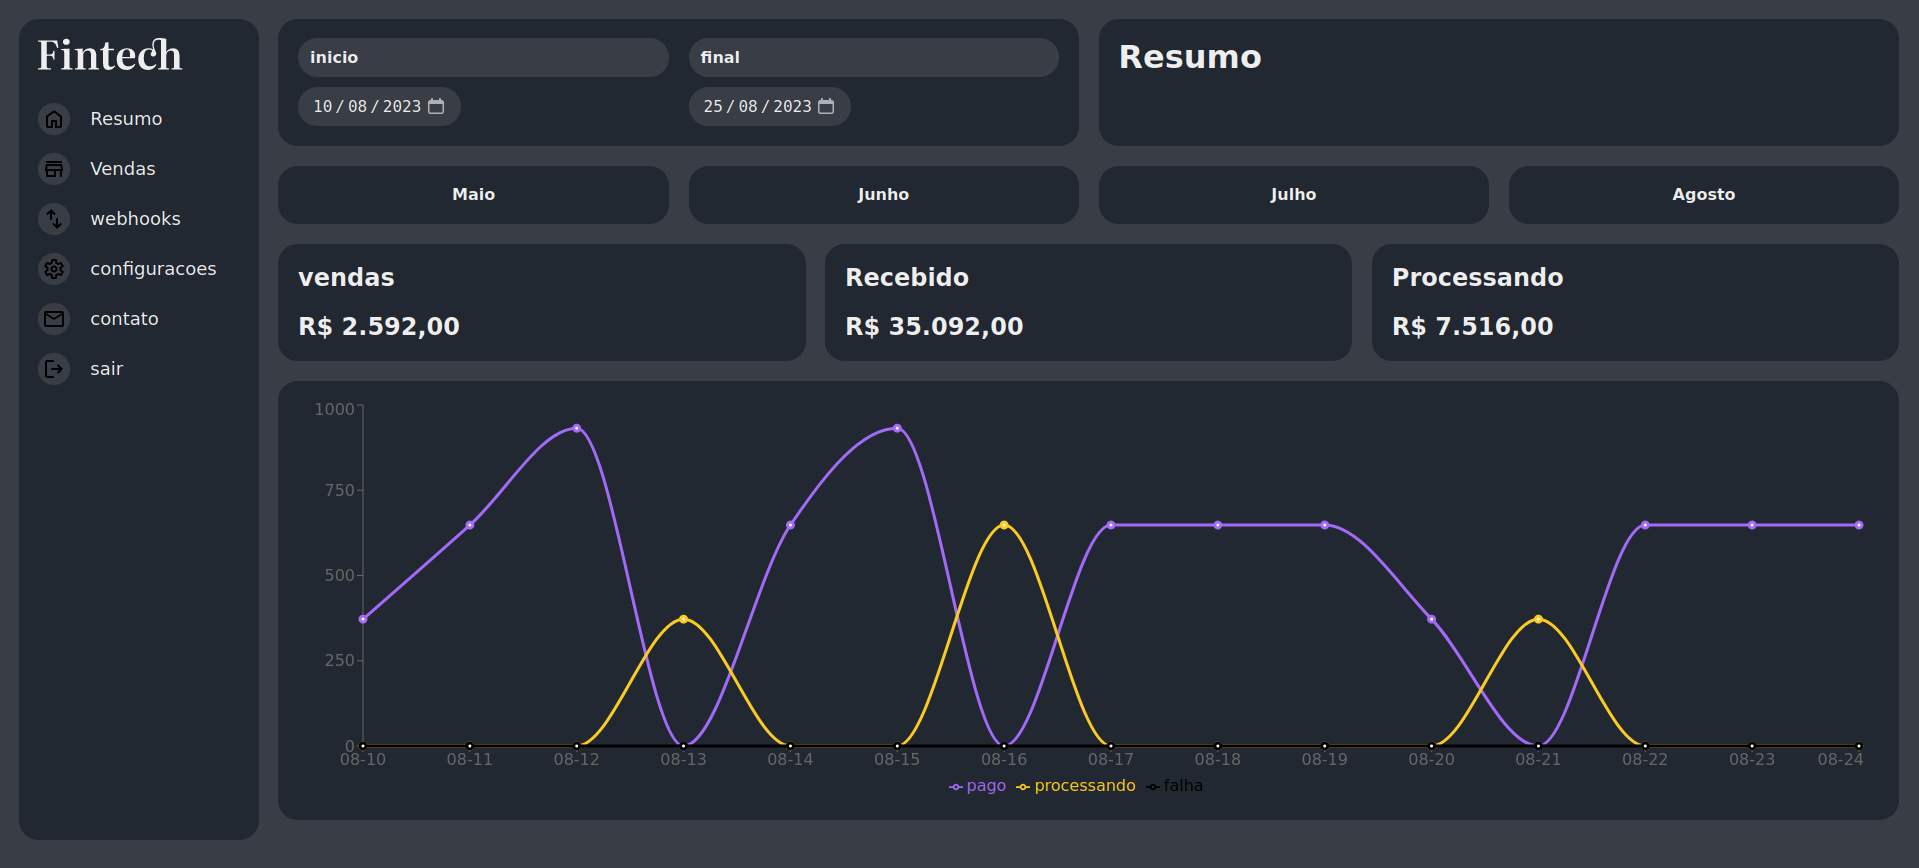 Fintech
Resumo
Vendas
webhooks
configuracoes
contato
sair
inicio
10/08/2023
final
25/08/2023
Resumo
Maio
Junho
Julho
Agosto
vendas
R$ 2.592,00
Recebido
R$ 35.092,00
Processando
R$ 7.516,00
1000
750
500
250
0
08-10 08-11 08-12 08-13 08-14 08-15 08-16 08-17 08-18 08-19 08-20 08-21 08-22 08-23 08-24
pago processando falha